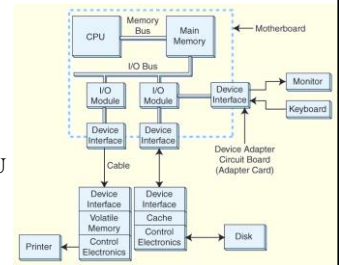 Memory
Bus
CPU
Main
Memory
Motherboard
I/O Bus
I/O
Module
I/O
Module
Device
Interface
Monitor
Keyboard
Device
Interface
Device
Interface
Device Adapter
Circuit Board
(Adapter Card)
U
Cable
Device
Interface
Volatile
Memory
Control
Electronics
Device
Interface
Cache
Control
Electronics
Printer
Disk